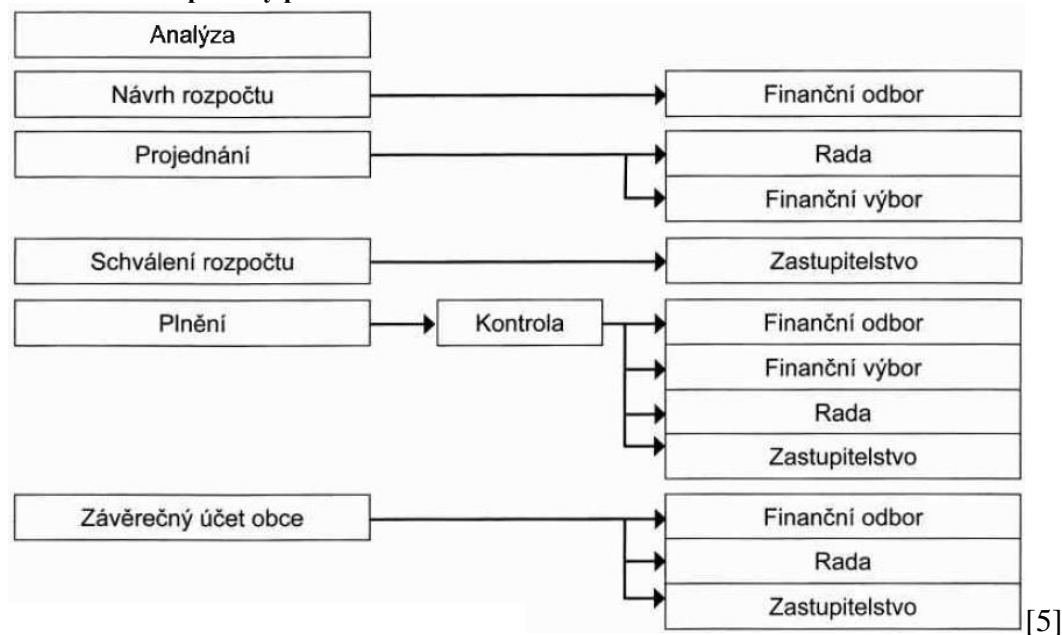 Analýza
Návrh rozpočtu
Finanční odbor
Projednání
Rada
Finanční výbor
Schválení rozpočtu
Zastupitelstvo
Plnění
Kontrola
Finanční odbor
Finanční výbor
Rada
Zastupitelstvo
Závěrečný účet obce
Finanční odbor
Rada
Zastupitelstvo
[5]